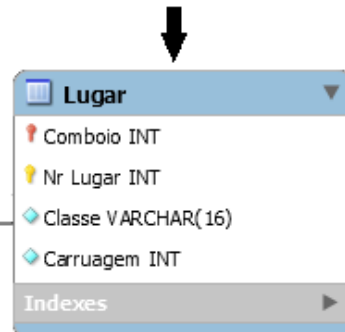 Lugar
Comboio INT
Nr Lugar INT
Classe VARCHAR(16)
Carruagem INT
Indexes